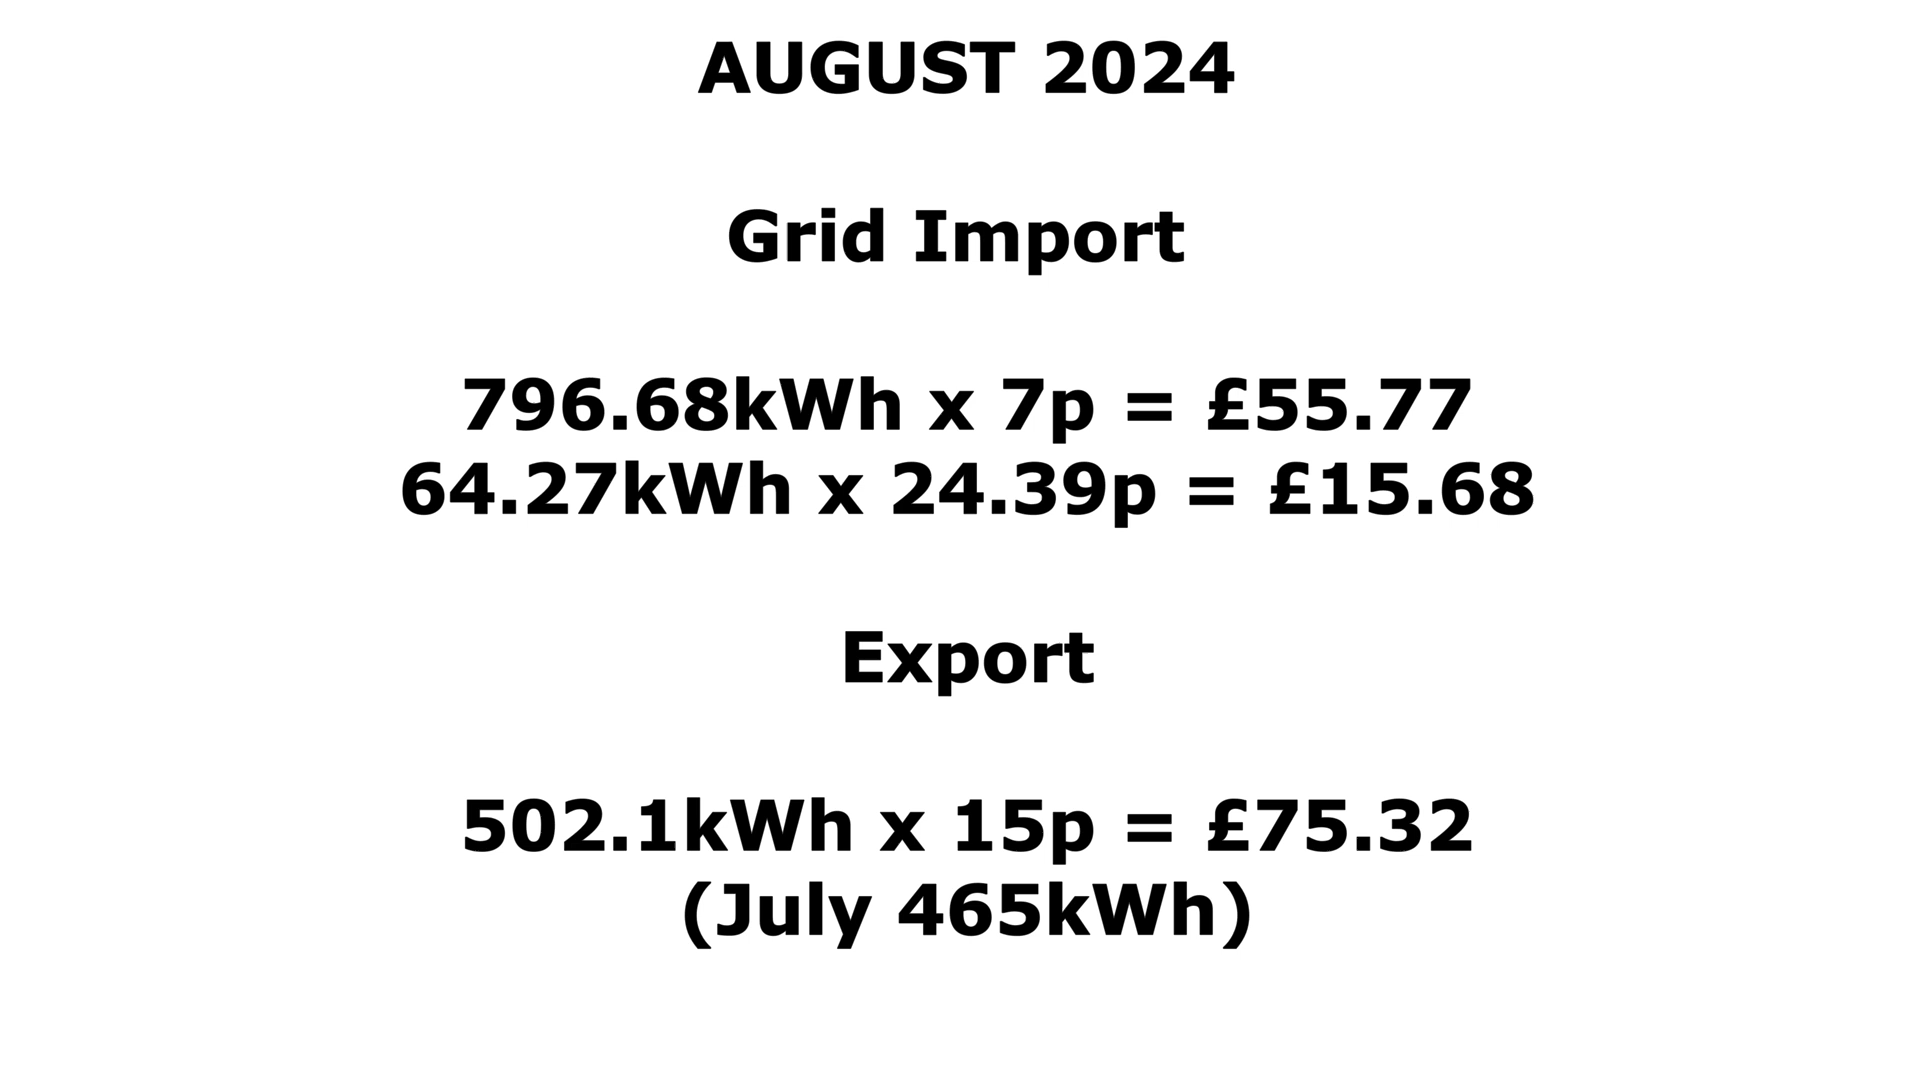 AUGUST 2024
Grid Import
796.68kWh x 7p = £55.77
64.27kWh x 24.39p = £15.68
Export
502.1kWh x 15p = £75.32
(July 465kWh)